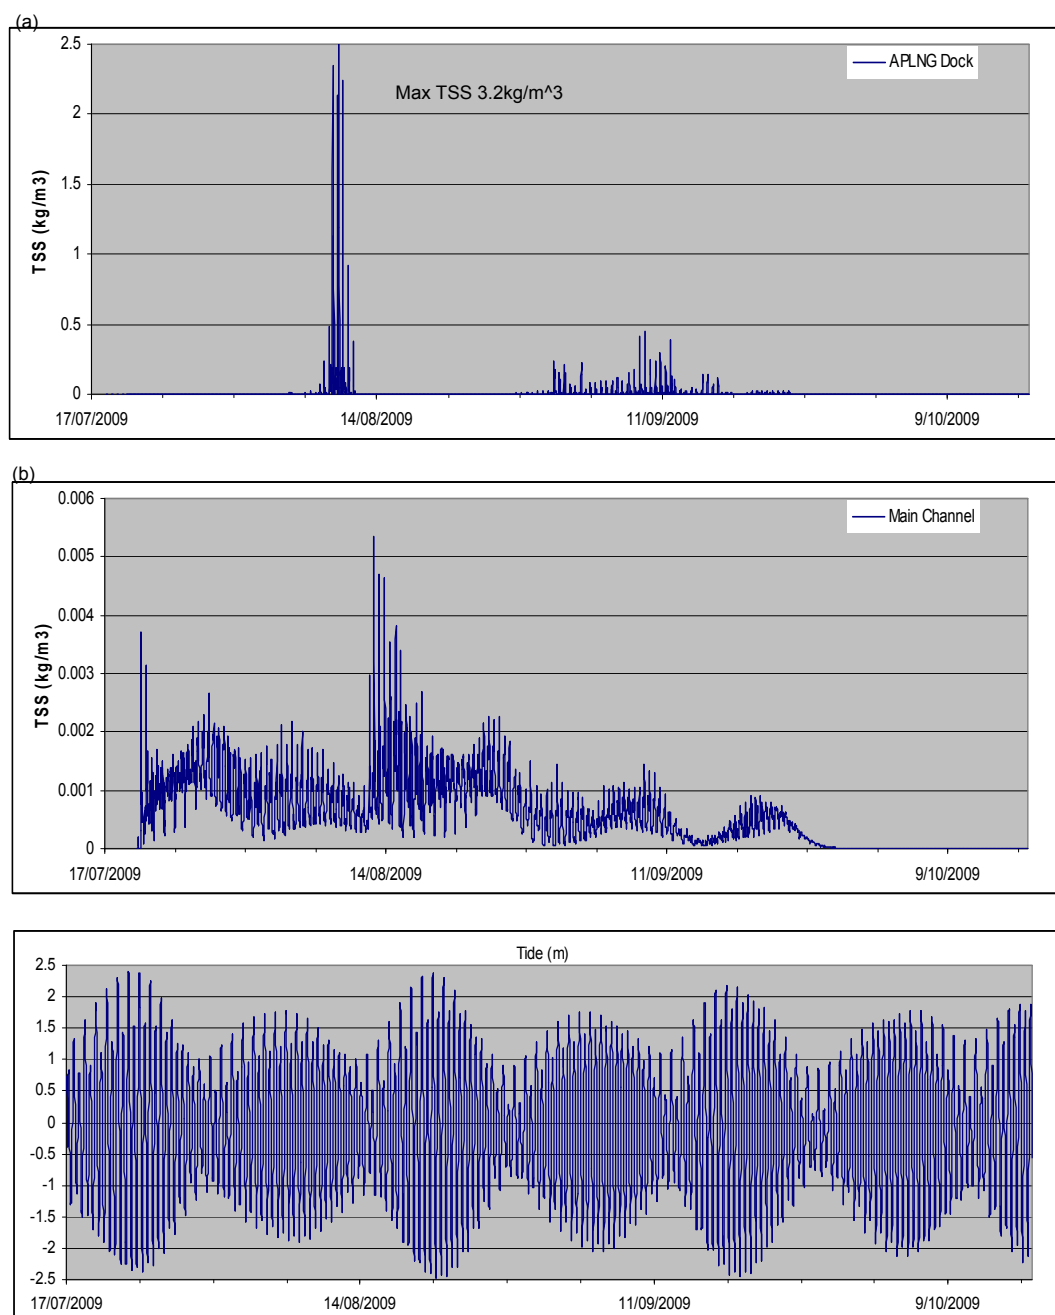 (a)
2.5
2
1.5
1
0.5
0
TSS (kg/m3)
APLNG Dock
Max TSS 3.2kg/m^3
17/07/2009 14/08/2009 11/09/2009 9/10/2009
(b)
0.006
0.005
0.004
0.003
0.002
0.001
0
TSS (kg/m3)
Main Channel
17/07/2009 14/08/2009 11/09/2009 9/10/2009
Tide (m)
2.5
2
1.5
1
0.5
0
-0.5
-1
-1.5
-2
-2.5
17/07/2009 14/08/2009 11/09/2009 9/10/2009